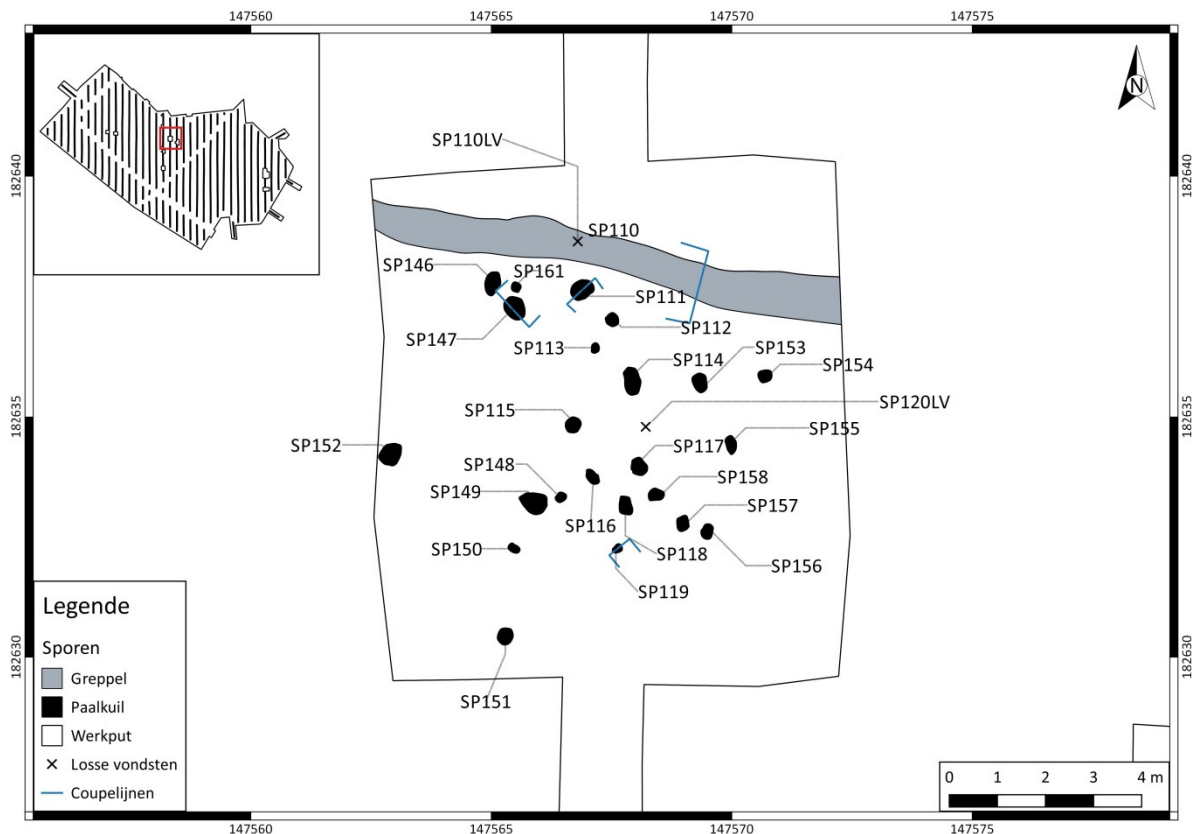 147560
147565
147570
147575
182640
182640
N
SP110LV
SP110
SP146
SP161
SP111
SP147
SP112
SP113
SP114
SP153
SP154
182635
182635
SP115
SP120LV
SP152
SP117
SP155
SP148
SP158
SP149
SP157
SP116
SP150
SP118
SP156
SP119
182630
182630
SP151
Legende
Sporen
Greppel
Paalkuil
Werkput
Losse vondsten
Coupelijnen
0 1 2 3 4 m
147560
147565
147570
147575